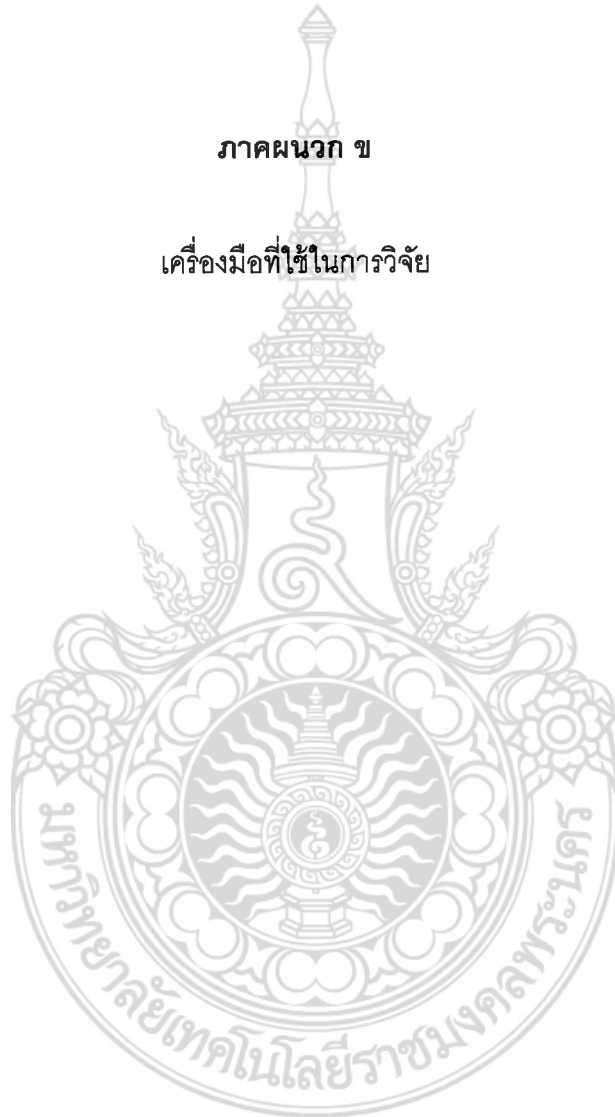 ภาคผนวก ข
เครื่องมือที่ใช้ในการวิจัย
มหาวิทยาลัยเทคโนโลยีราชมงคลพระนคร